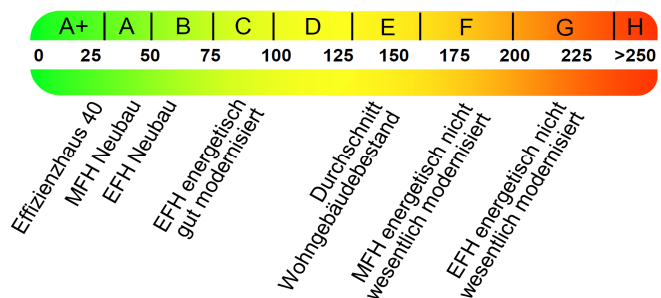 A+ A B C D E F G H
0 25 50 75 100 125 150 175 200 225 >250
Effizienzhaus 40
MFH Neubau
EFH Neubau
EFH energetisch
gut modernisiert
Durchschnitt
Wohngebäudebestand
MFH energetisch nicht
wesentlich modernisiert
EFH energetisch nicht
wesentlich modernisiert